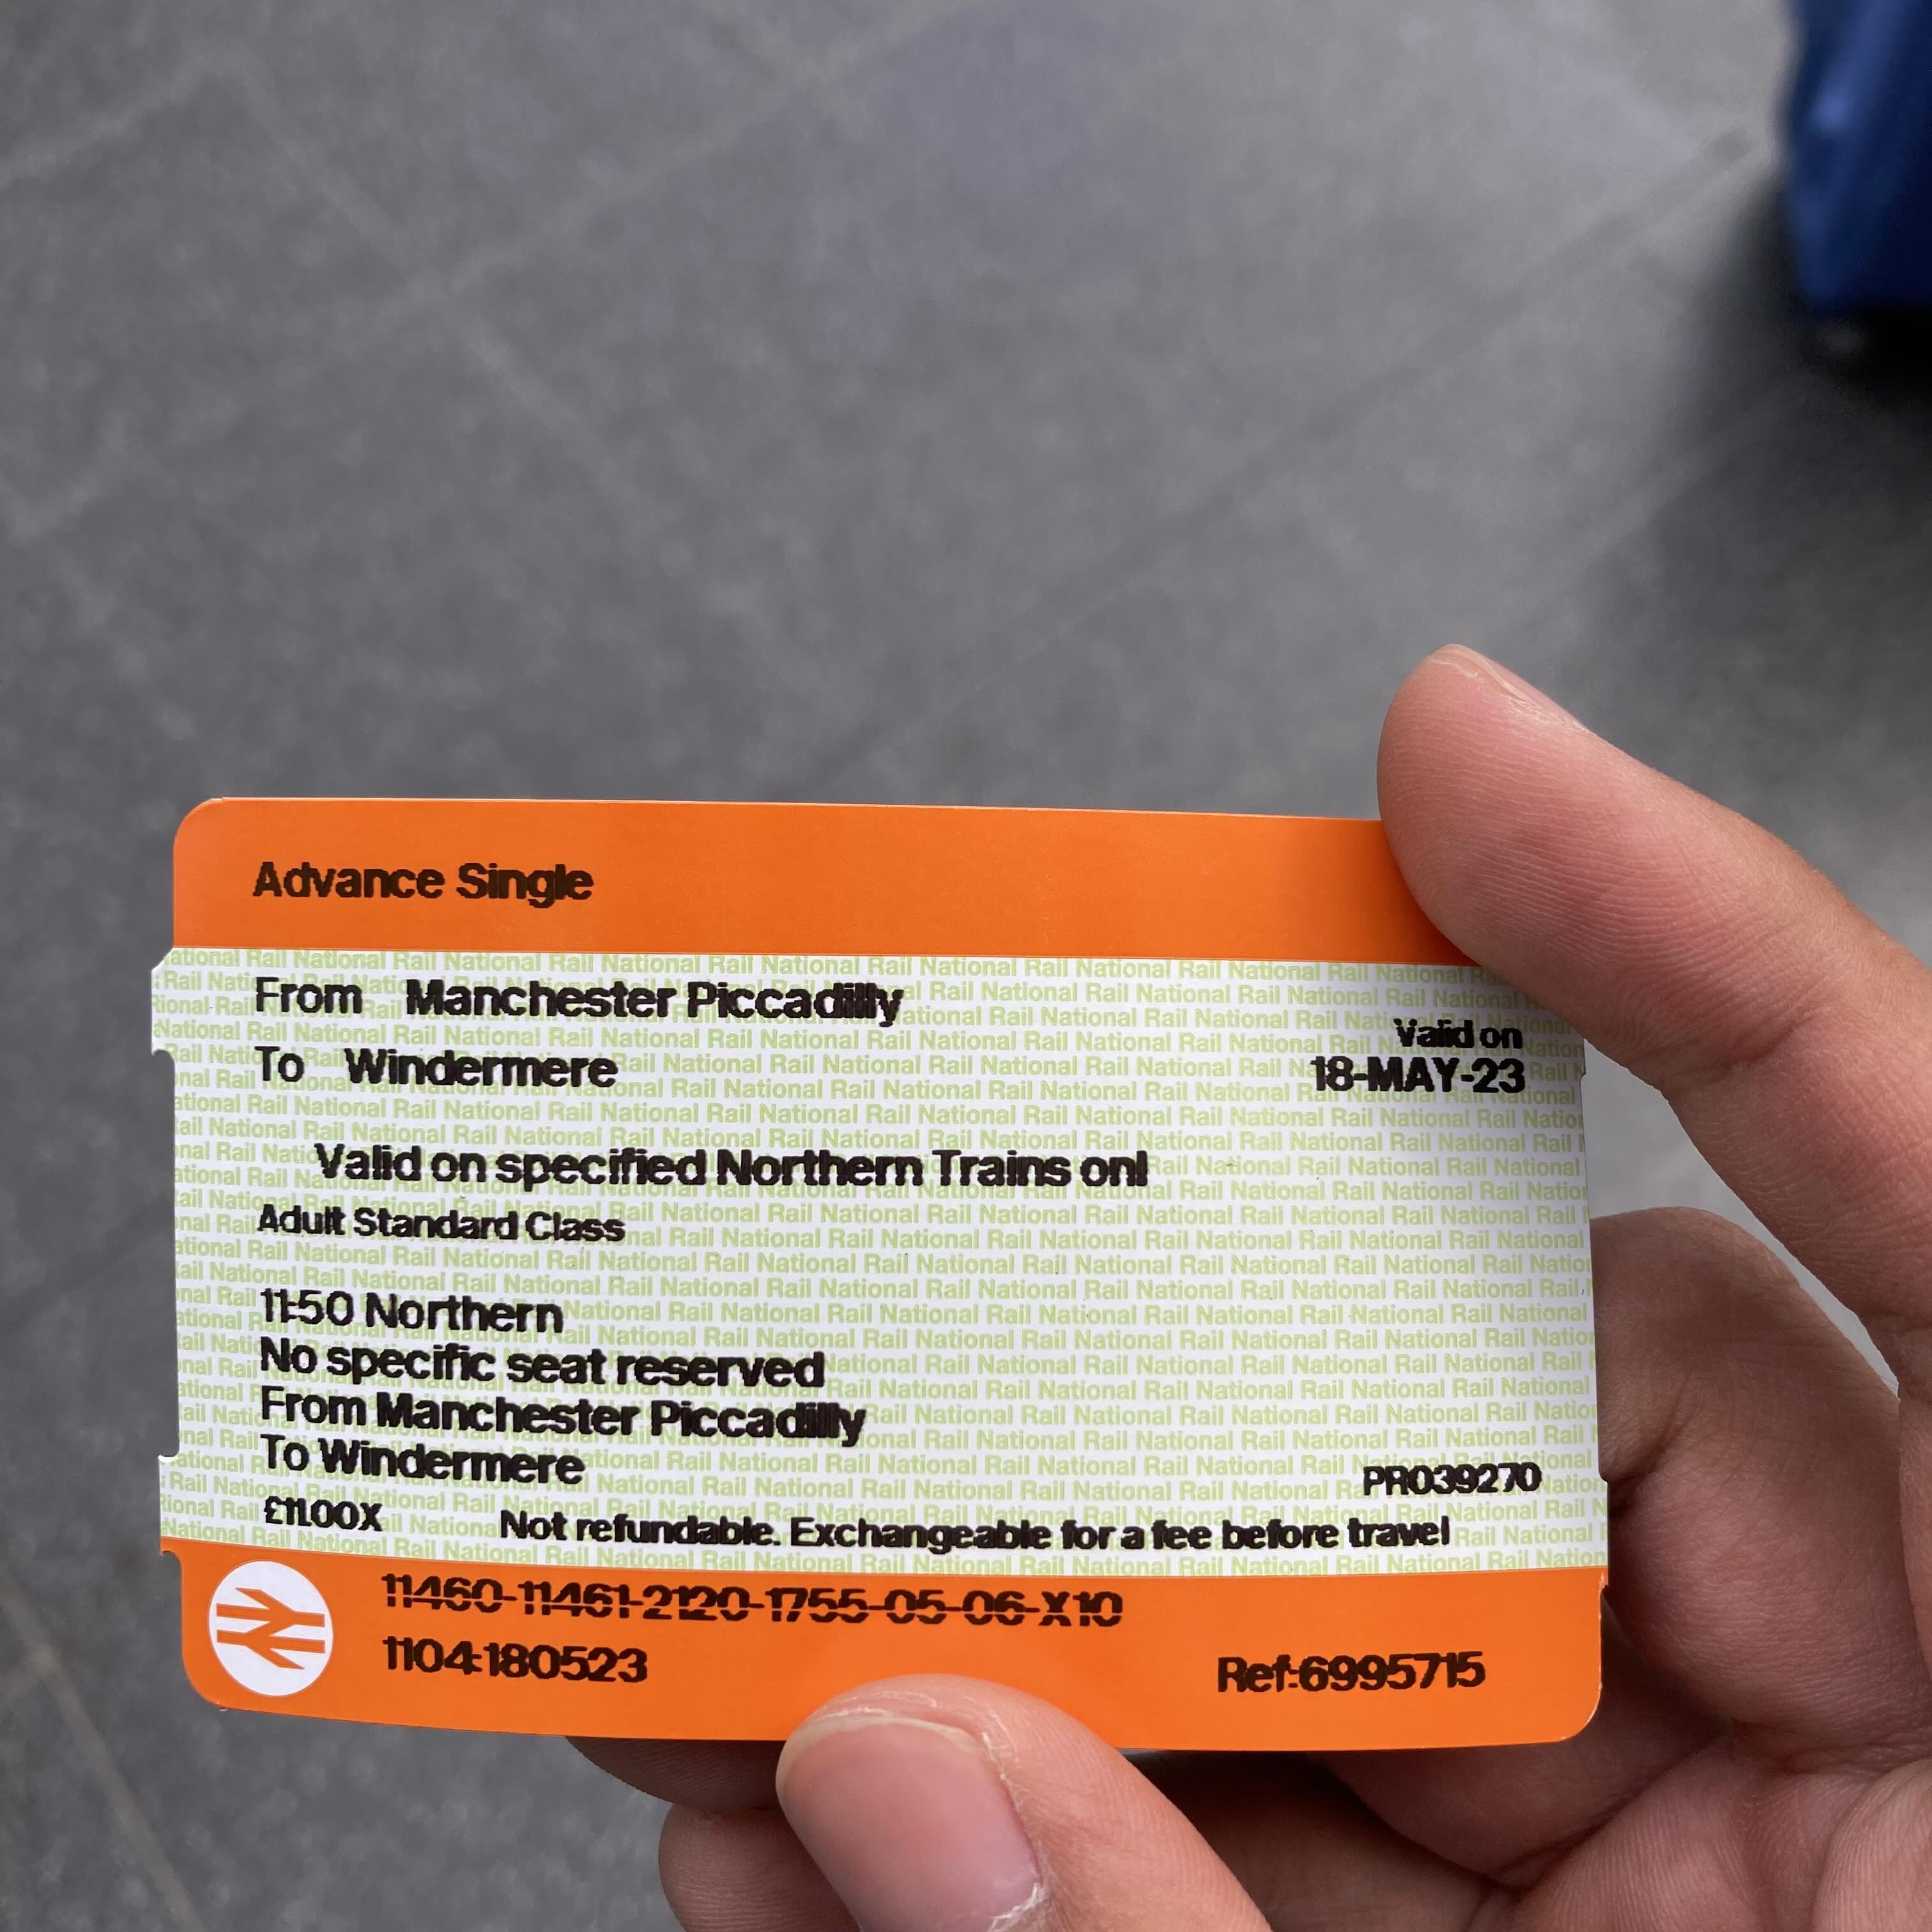 Advance Single
From Manchester Piccadilly
To Windermere
Valid on
18-MAY-23
Valid on specified Northern Trains onl
Adult Standard Class
11:50 Northern
No specific seat reserved
From Manchester Piccadilly
To Windermere
PRO39270
£11.00X Not refundable. Exchangeable for a fee before travel
11460-11461-2120-1755-05-06-X10
1104:180523
Ref:6995715